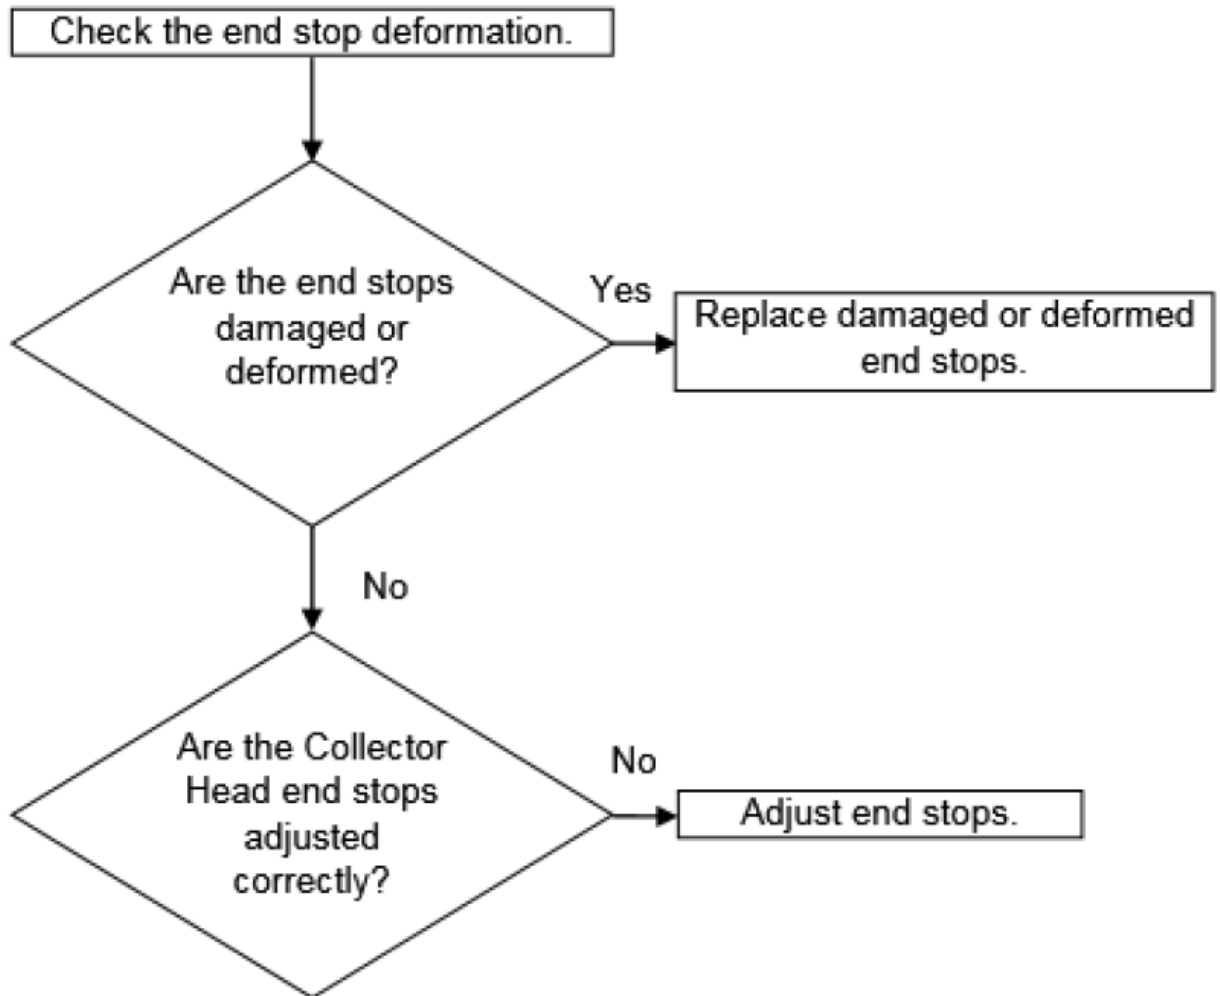 Check the end stop deformation.
Are the end stops
damaged or
deformed?
Yes
Replace damaged or deformed
end stops.
No
Are the Collector
Head end stops
adjusted
correctly?
No
Adjust end stops.